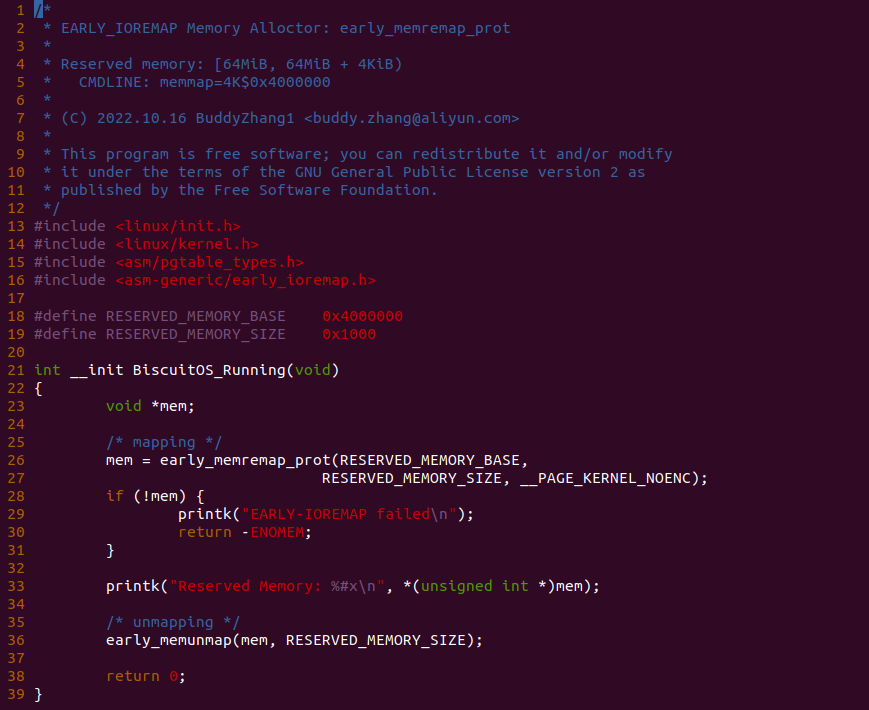 1 /*
2  * EARLY_IOREMAP Memory Alloctor: early_memremap_prot
3  *
4  * Reserved memory: [64MiB, 64MiB + 4KiB)
5  *   CMDLINE: memmap=4K$0x4000000
6  *
7  * (C) 2022.10.16 BuddyZhang1 <buddy.zhang@aliyun.com>
8  *
9  * This program is free software; you can redistribute it and/or modify
10  * it under the terms of the GNU General Public License version 2 as
11  * published by the Free Software Foundation.
12  */
13 #include <linux/init.h>
14 #include <linux/kernel.h>
15 #include <asm/pgtable_types.h>
16 #include <asm-generic/early_ioremap.h>
17
18 #define RESERVED_MEMORY_BASE    0x4000000
19 #define RESERVED_MEMORY_SIZE    0x1000
20
21 int __init BiscuitOS_Running(void)
22 {
23         void *mem;
24
25         /* mapping */
26         mem = early_memremap_prot(RESERVED_MEMORY_BASE,
27                                 RESERVED_MEMORY_SIZE, __PAGE_KERNEL_NOENC);
28         if (!mem) {
29                 printk("EARLY-IOREMAP failed\n");
30                 return -ENOMEM;
31         }
32
33         printk("Reserved Memory: %#x\n", *(unsigned int *)mem);
34
35         /* unmapping */
36         early_memunmap(mem, RESERVED_MEMORY_SIZE);
37
38         return 0;
39 }